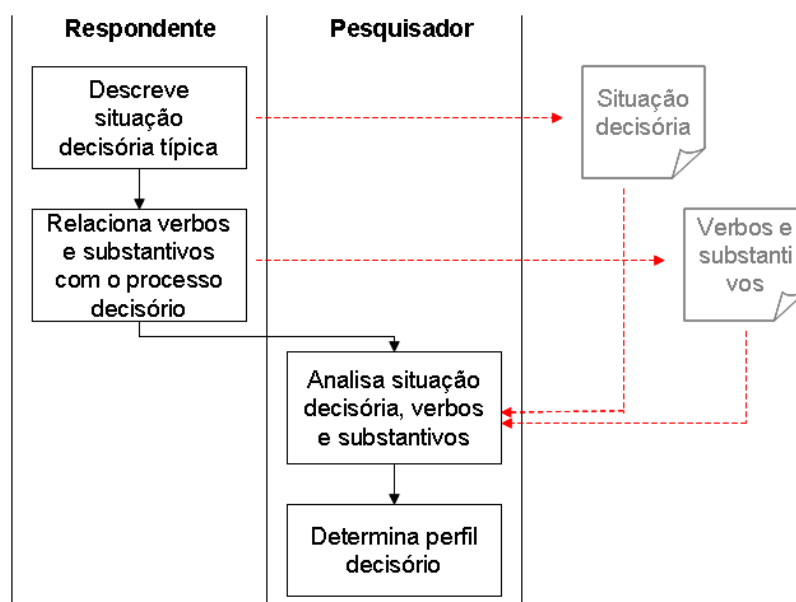 Respondente
Pesquisador
Descreve
situação
decisória típica
Situação
decisória
Relaciona verbos
e substantivos
com o processo
decisório
Verbos e
substanti
vos
Analisa situação
decisória, verbos
e substantivos
Determina perfil
decisório